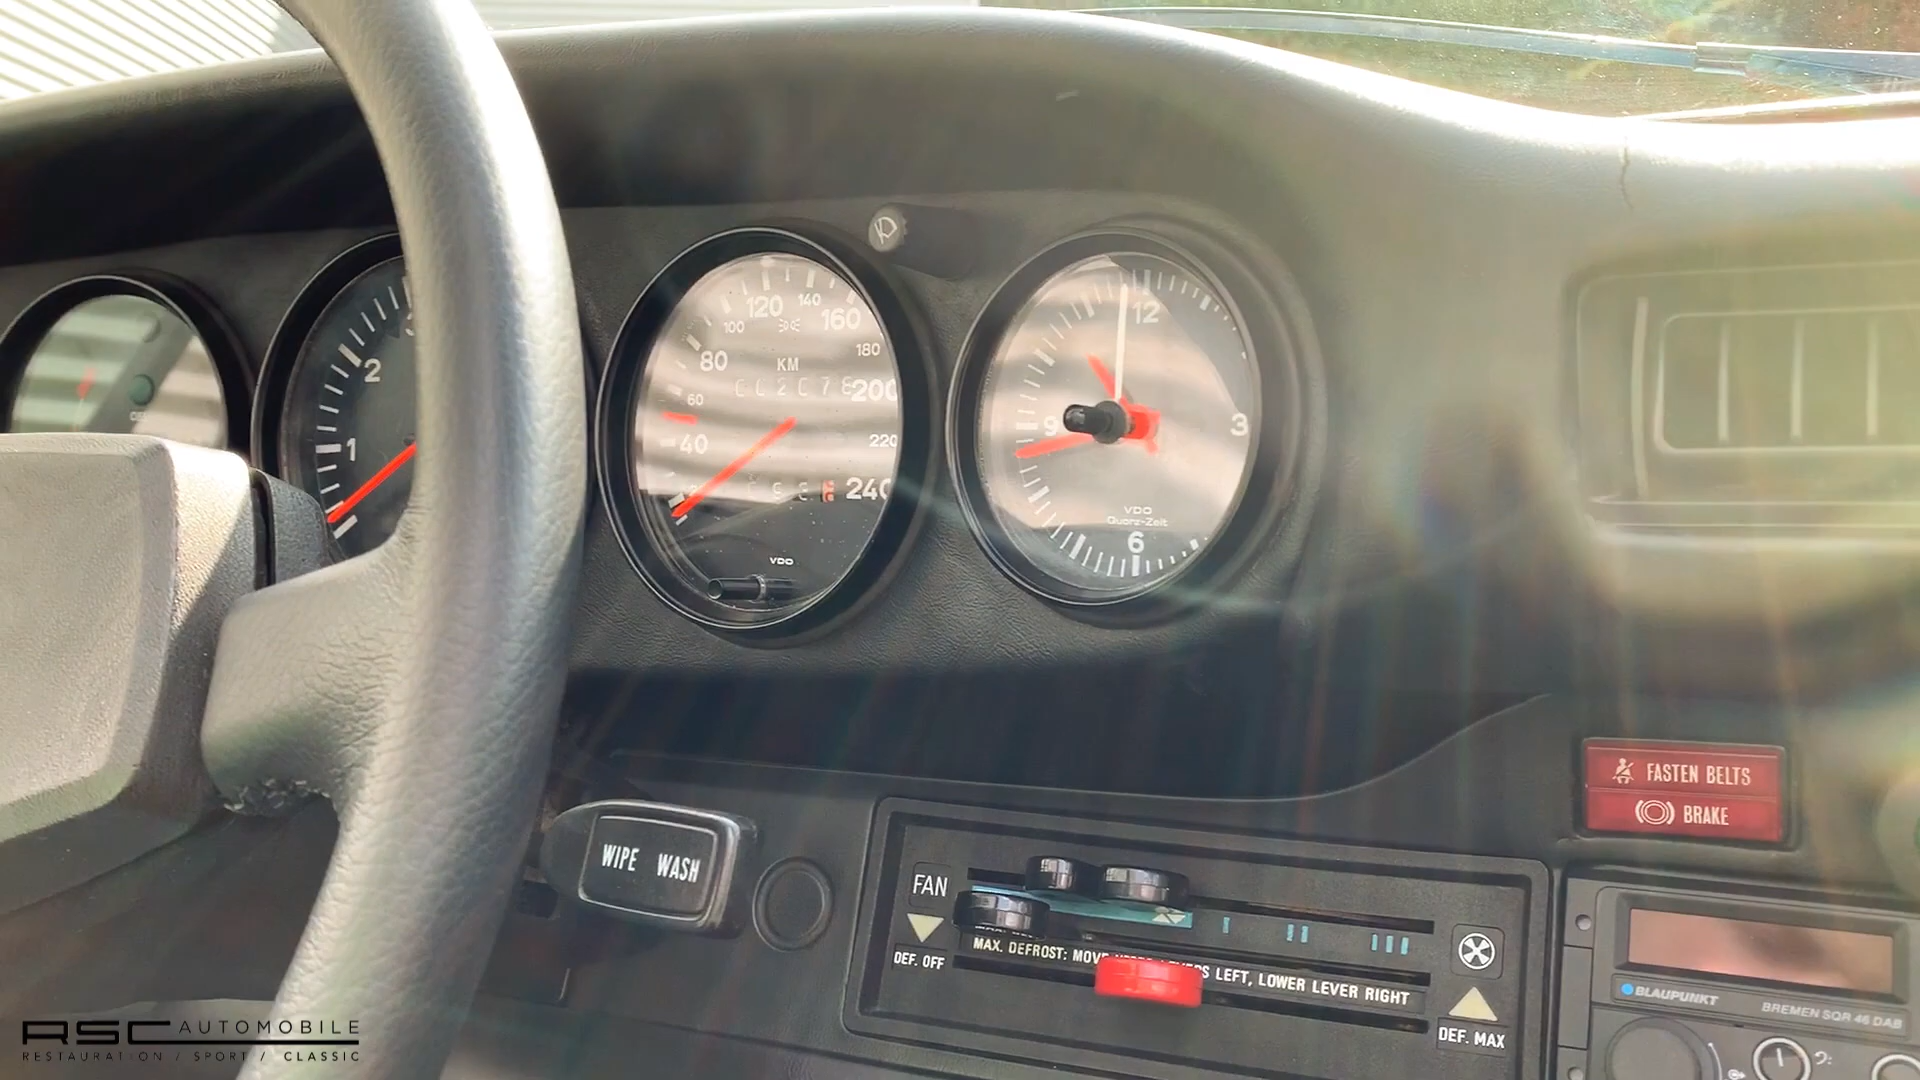 1
2
120
140
160
100
180
80
KM
200
60
40
220
240
VDO
12
9
3
VDO
Quarz-Zeit
6
FASTEN BELTS
BRAKE
WIPE WASH
FAN
DEF. OFF
MAX. DEFROST: MOVE LEVERS LEFT, LOWER LEVER RIGHT
DEF. MAX
BLAUPUNKT
BREMEN SQR 46 DAB
RSC AUTOMOBILE
RESTAURATION / SPORT / CLASSIC